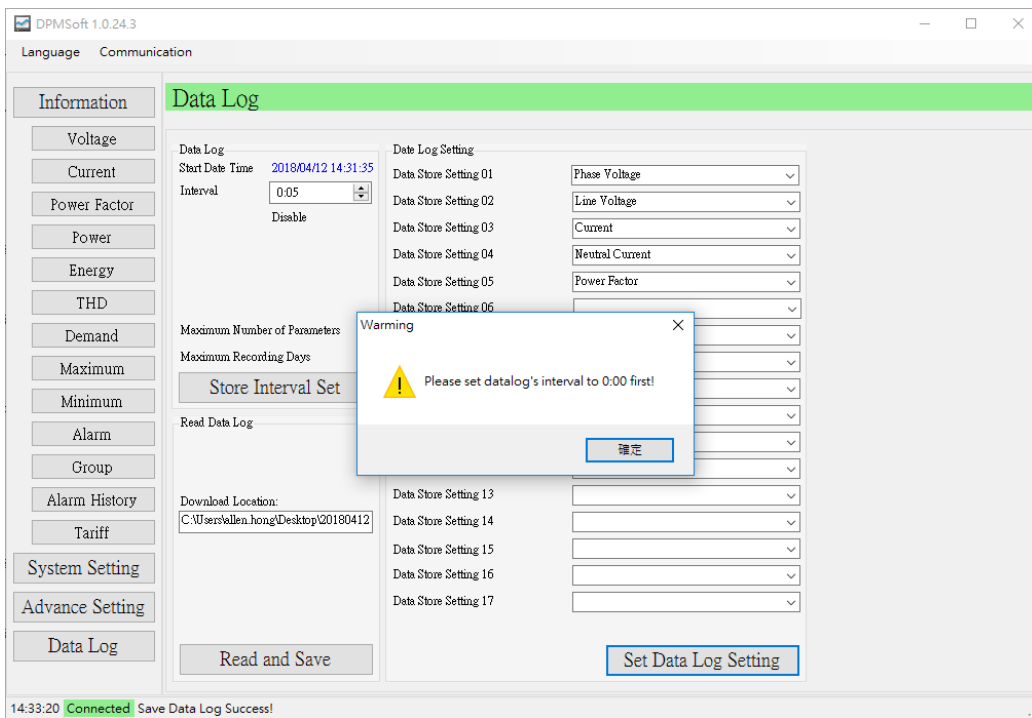 DPMSoft 1.0.24.3
Language Communication
Information
Voltage
Current
Power Factor
Power
Energy
THD
Demand
Maximum
Minimum
Alarm
Group
Alarm History
Tariff
System Setting
Advance Setting
Data Log
Data Log
Data Log
Start Date Time 2018/04/12 14:31:35
Interval 0:05
Disable
Maximum Number of Parameters
Maximum Recording Days
Store Interval Set
Read Data Log
Download Location:
C:\Users\allen.hong\Desktop\20180412
Read and Save
Date Log Setting
Data Store Setting 01 Phase Voltage
Data Store Setting 02 Line Voltage
Data Store Setting 03 Current
Data Store Setting 04 Neutral Current
Data Store Setting 05 Power Factor
Data Store Setting 06
Warming
Please set datalog's interval to 0:00 first!
確定
Data Store Setting 13
Data Store Setting 14
Data Store Setting 15
Data Store Setting 16
Data Store Setting 17
Set Data Log Setting
14:33:20 Connected Save Data Log Success!